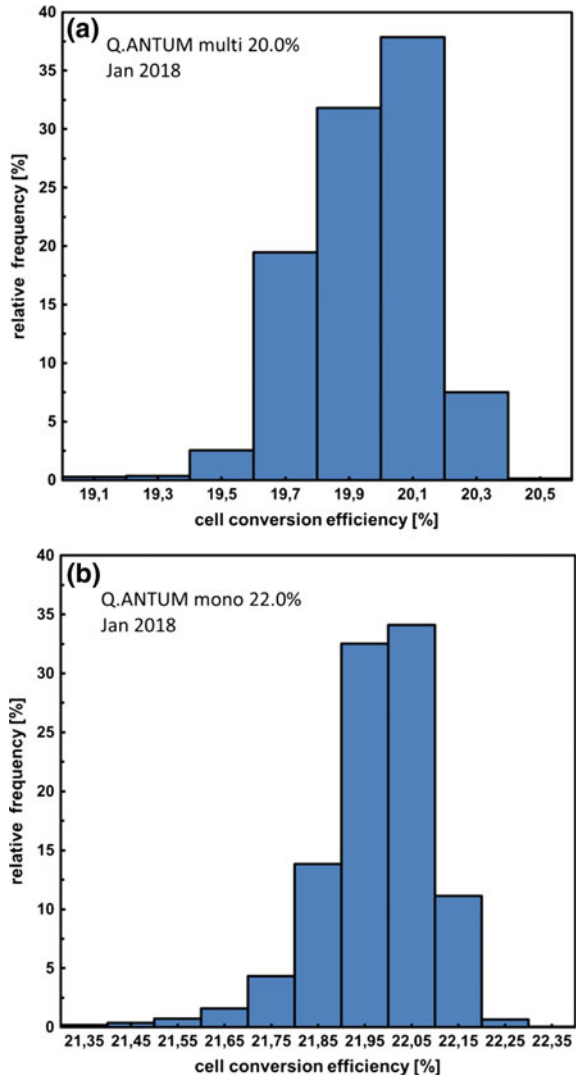 (a)
Q.ANTUM multi 20.0%
Jan 2018
relative frequency [%]
40
35
30
25
20
15
10
5
0
19,1 19,3 19,5 19,7 19,9 20,1 20,3 20,5
cell conversion efficiency [%]
(b)
Q.ANTUM mono 22.0%
Jan 2018
relative frequency [%]
40
35
30
25
20
15
10
5
0
21,35 21,45 21,55 21,65 21,75 21,85 21,95 22,05 22,15 22,25 22,35
cell conversion efficiency [%]